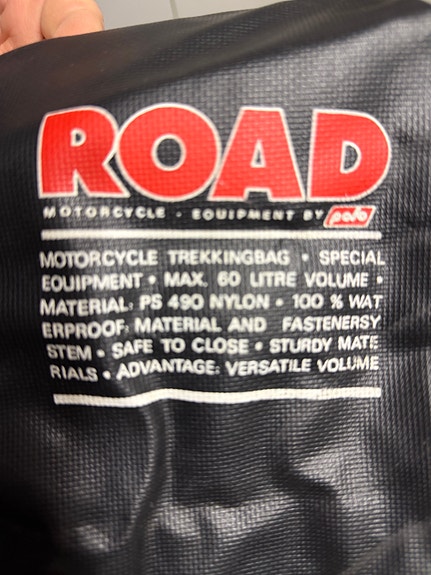 ROAD
MOTORCYCLE - EQUIPMENT BY polo
MOTORCYCLE TREKKINGBAG • SPECIAL
EQUIPMENT • MAX. 60 LITRE VOLUME •
MATERIAL: PS 490 NYLON • 100 % WAT
ERPROOF: MATERIAL AND FASTENERSY
STEM • SAFE TO CLOSE • STURDY MATE
RIALS • ADVANTAGE: VERSATILE VOLUME